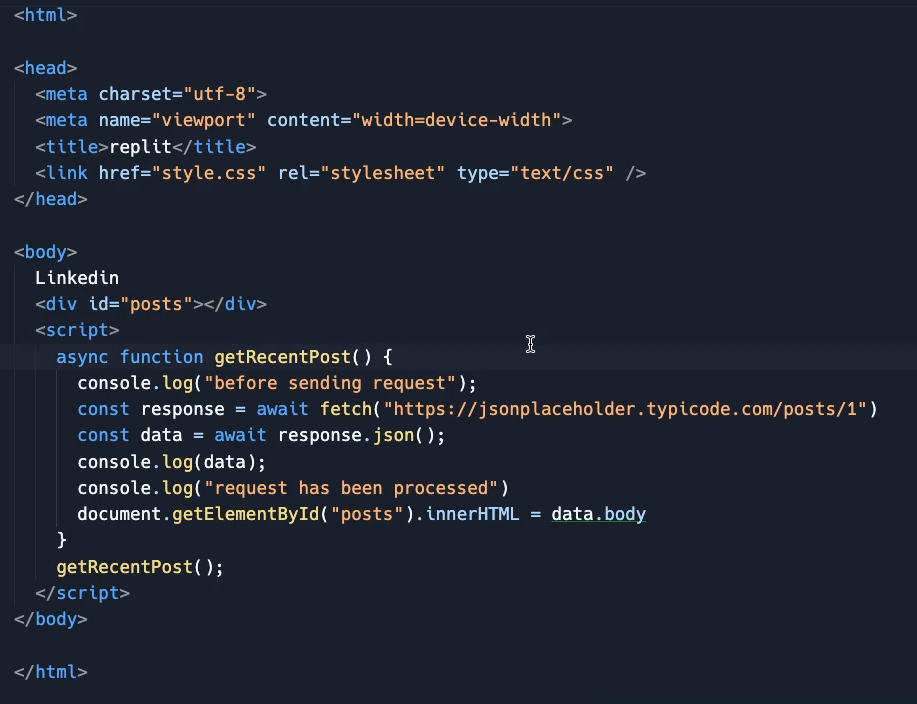 <html>
<head>
<meta charset="utf-8">
<meta name="viewport" content="width=device-width">
<title>replit</title>
<link href="style.css" rel="stylesheet" type="text/css" />
</head>
<body>
Linkedin
<div id="posts"></div>
<script>
async function getRecentPost() {
console.log("before sending request");
const response = await fetch("https://jsonplaceholder.typicode.com/posts/1")
const data = await response.json();
console.log(data);
console.log("request has been processed")
document.getElementById("posts").innerHTML = data.body
}
getRecentPost();
</script>
</body>
</html>